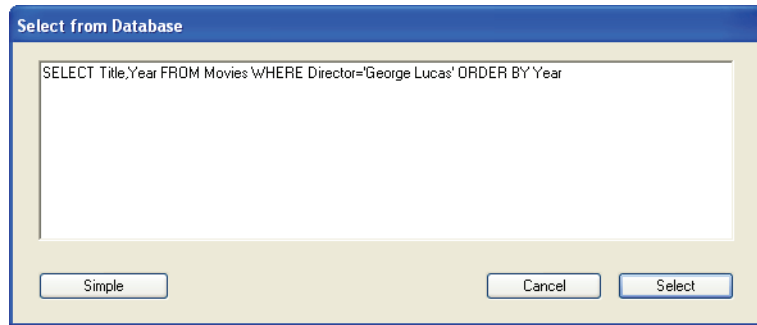 Select from Database
SELECT Title,Year FROM Movies WHERE Director='George Lucas' ORDER BY Year
Simple
Cancel
Select